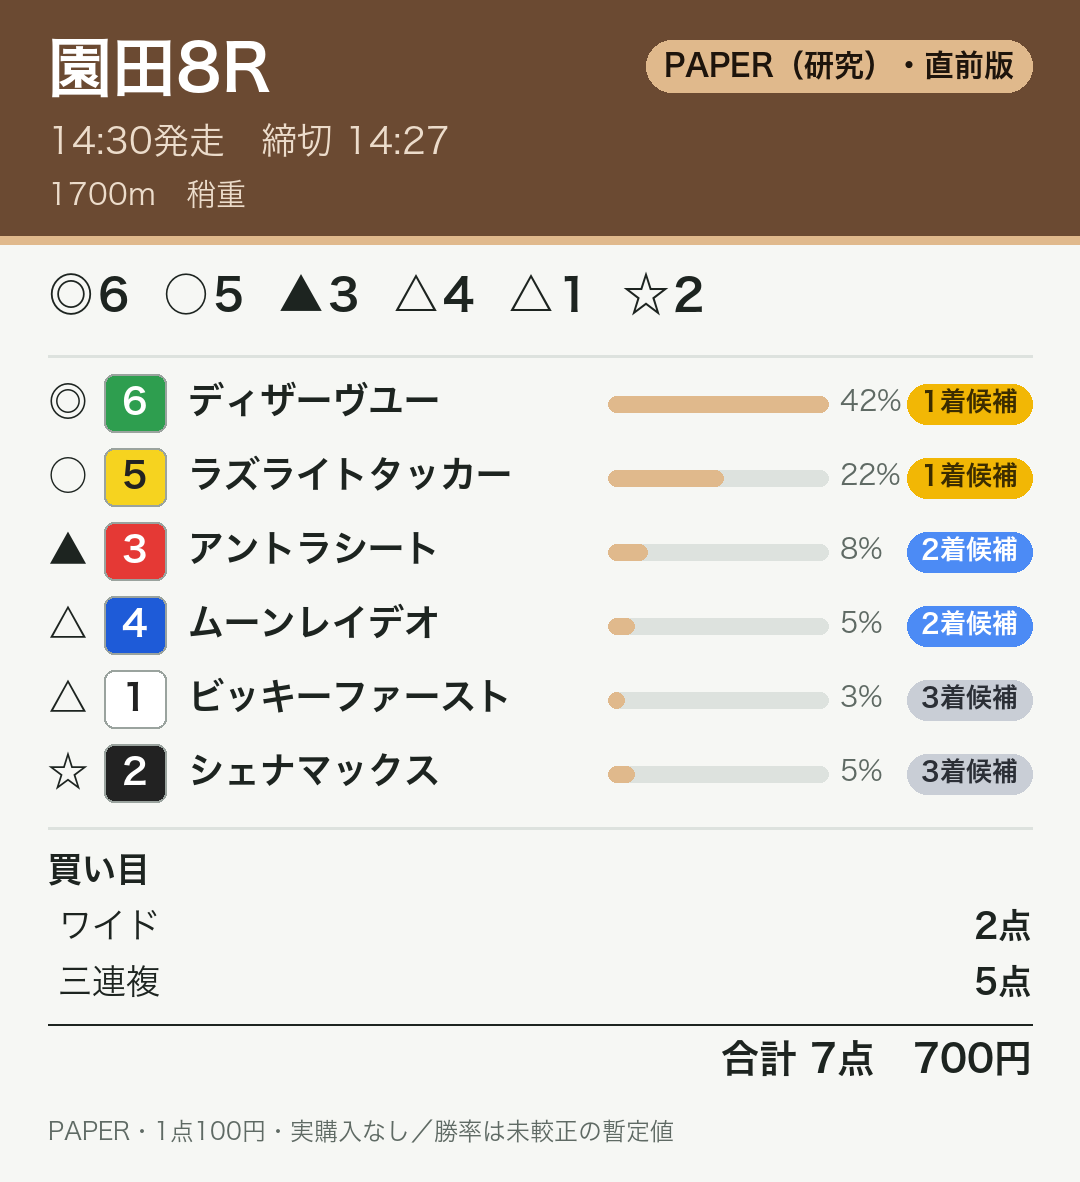 園田8R
PAPER（研究）・直前版
14:30発走　締切 14:27
1700m　稍重
◎6 ○5 ▲3 △4 △1 ☆2
◎ 6 ディザーヴユー 42% 1着候補
○ 5 ラズライトタッカー 22% 1着候補
▲ 3 アントラシート 8% 2着候補
△ 4 ムーンレイデオ 5% 2着候補
△ 1 ビッキーファースト 3% 3着候補
☆ 2 シェナマックス 5% 3着候補
買い目
ワイド 2点
三連複 5点
合計 7点　700円
PAPER・1点100円・実購入なし／勝率は未較正の暫定値